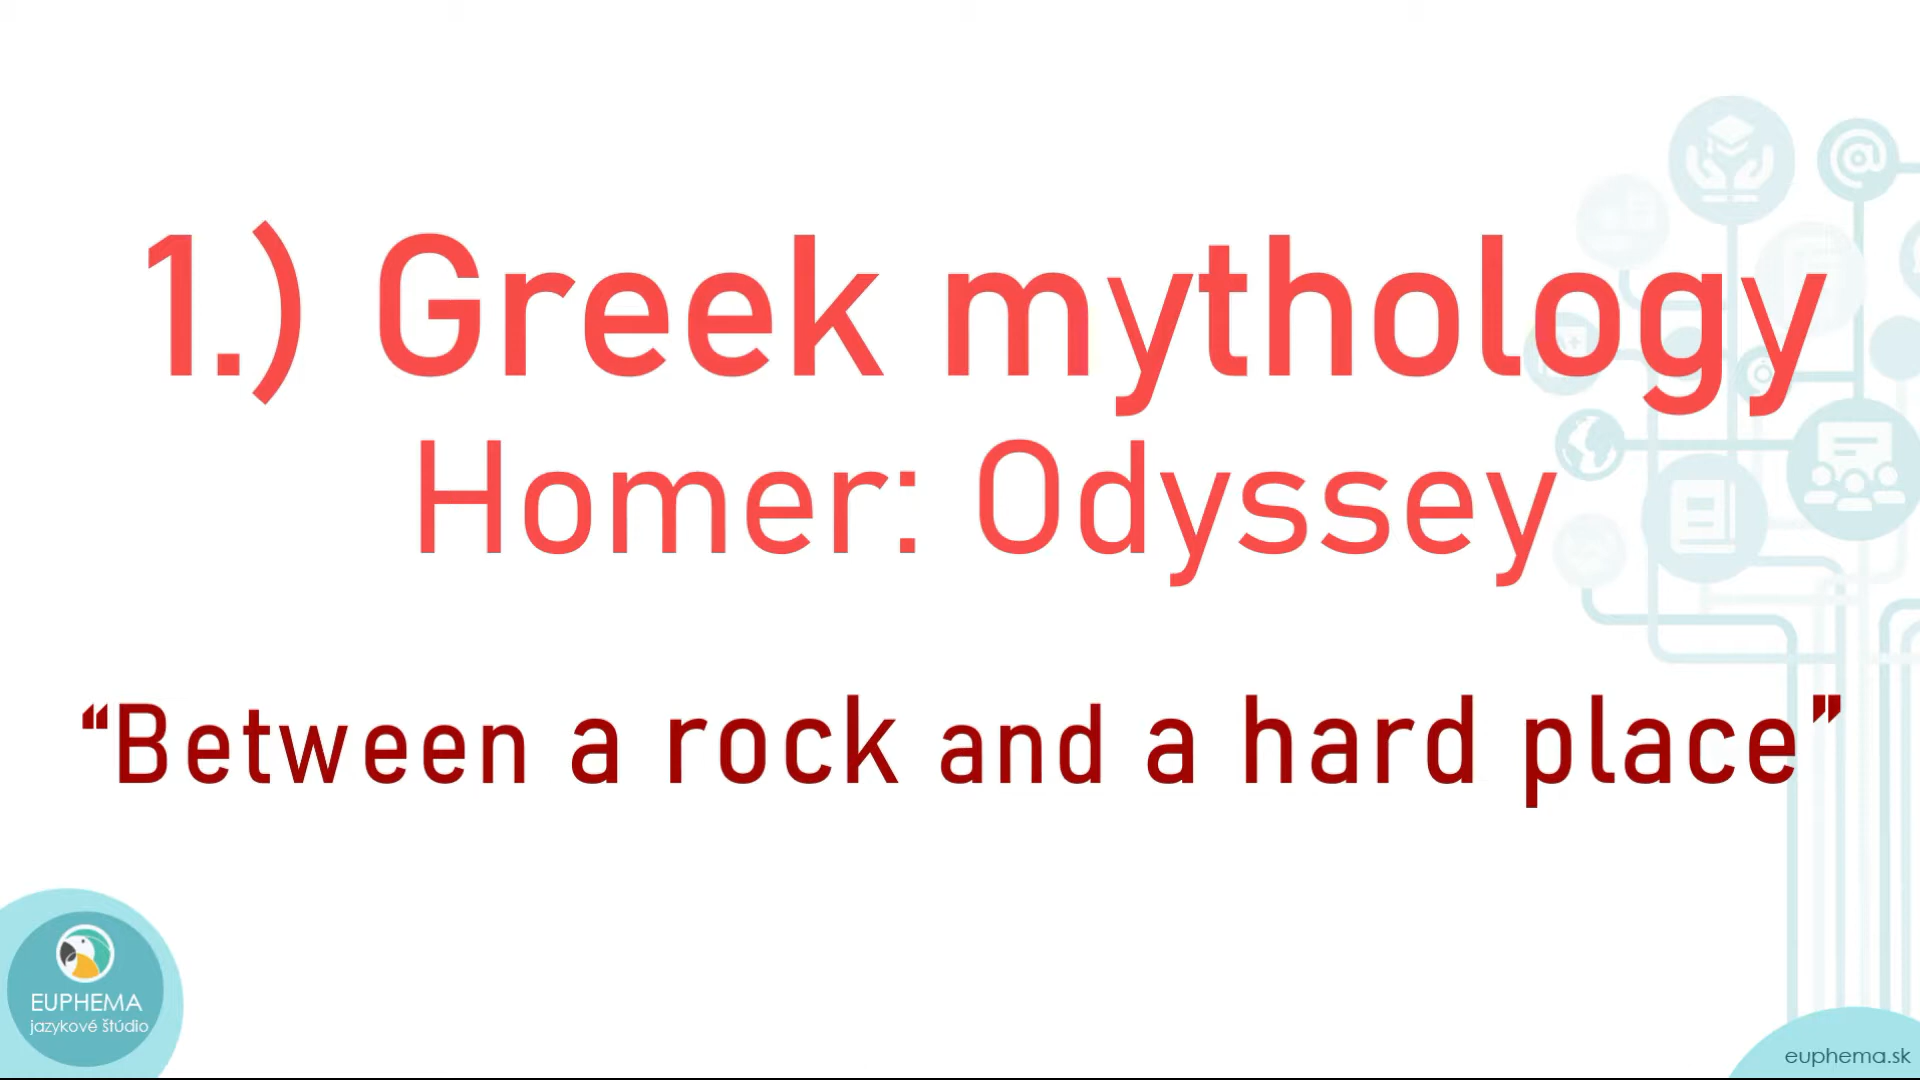 1.) Greek mythology
Homer: Odyssey
“Between a rock and a hard place”
EUPHEMA
jazykové štúdio
euphema.sk